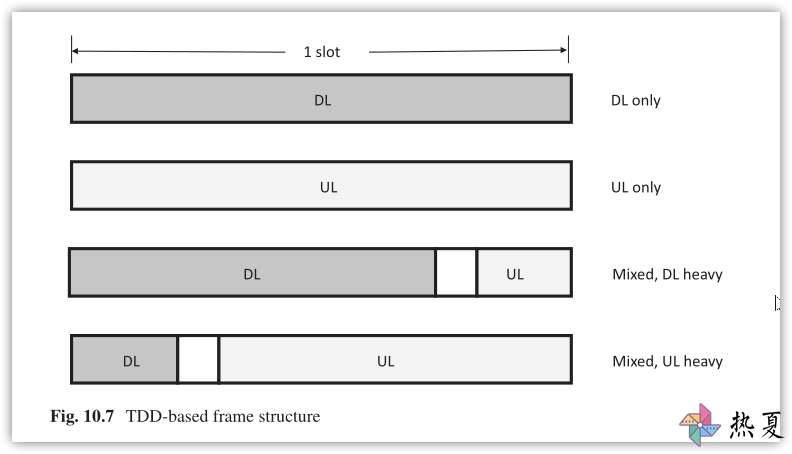 1 slot
DL DL only
UL UL only
DL UL Mixed, DL heavy
DL UL Mixed, UL heavy
Fig. 10.7 TDD-based frame structure
热夏